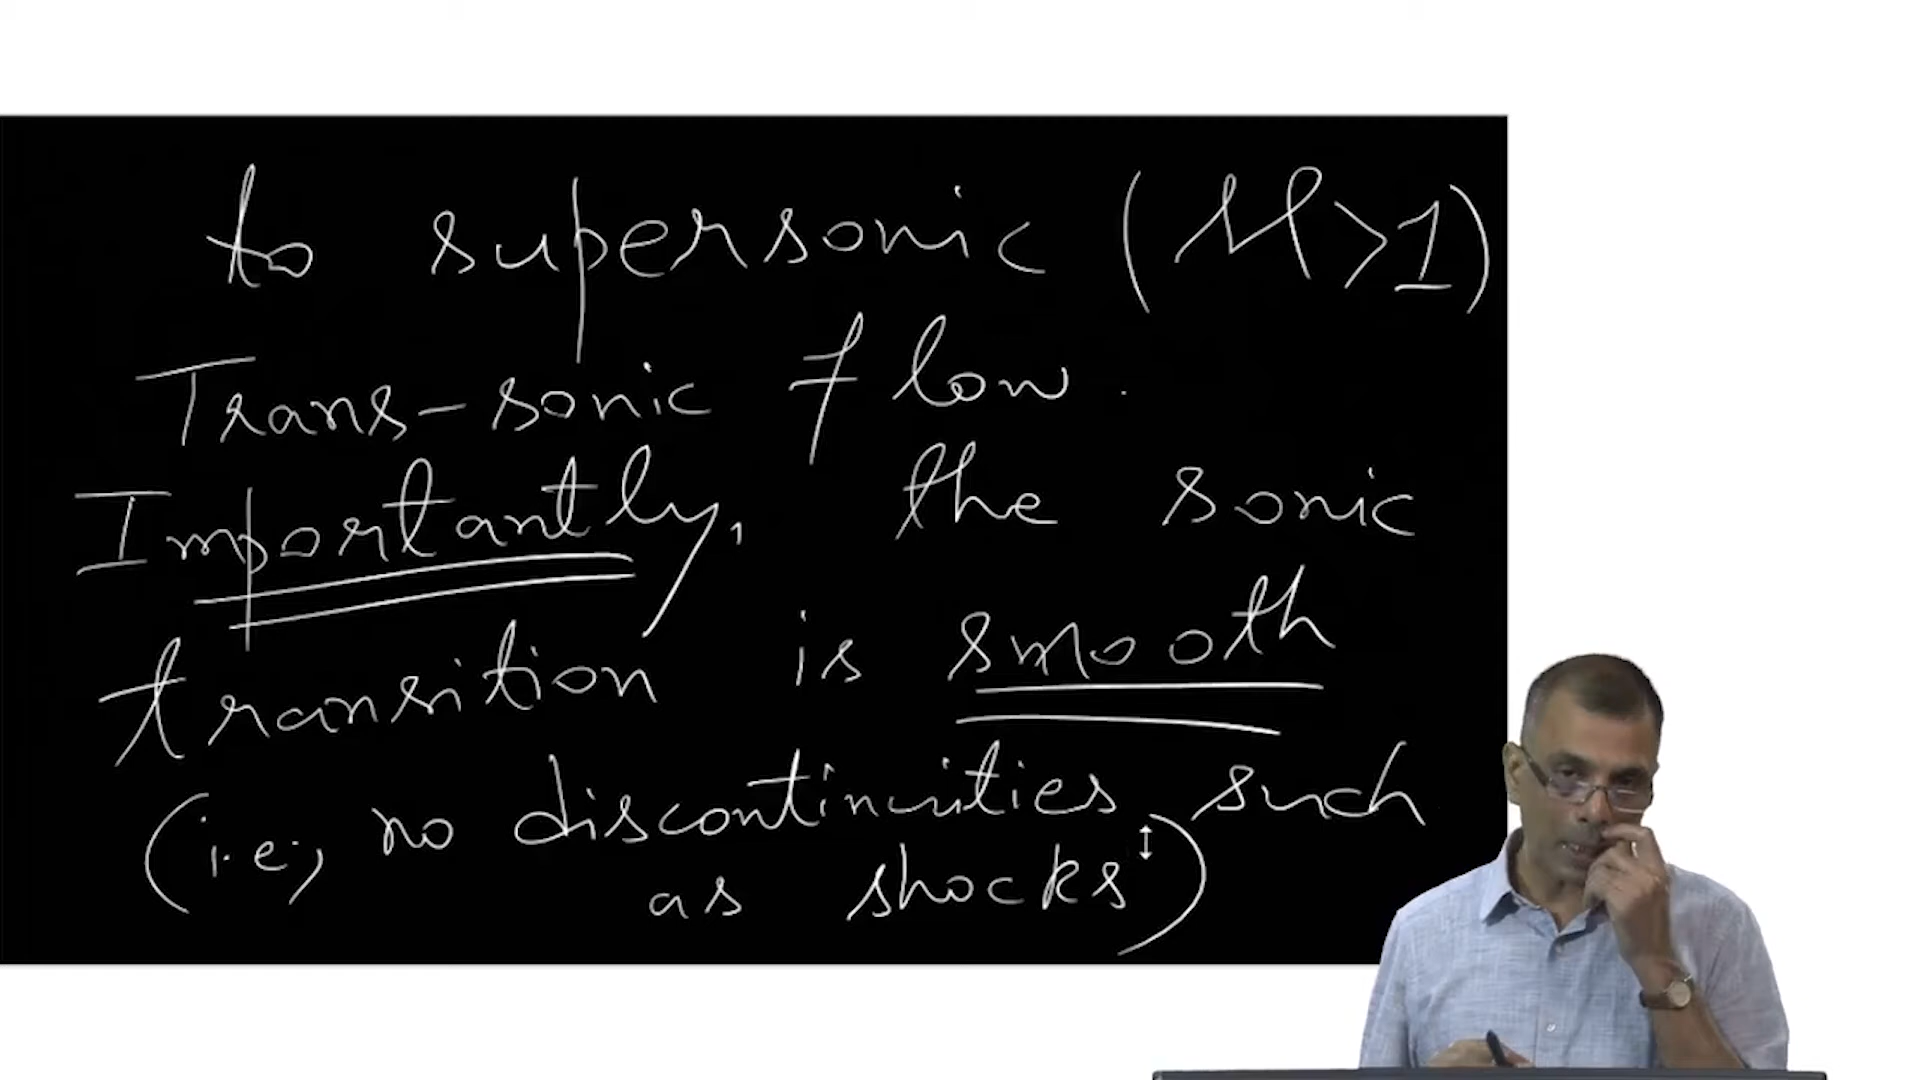 to supersonic (M>1)
Trans-sonic flow.
Importantly, the sonic
transition is smooth
(i.e., no discontinuities such
as shocks)